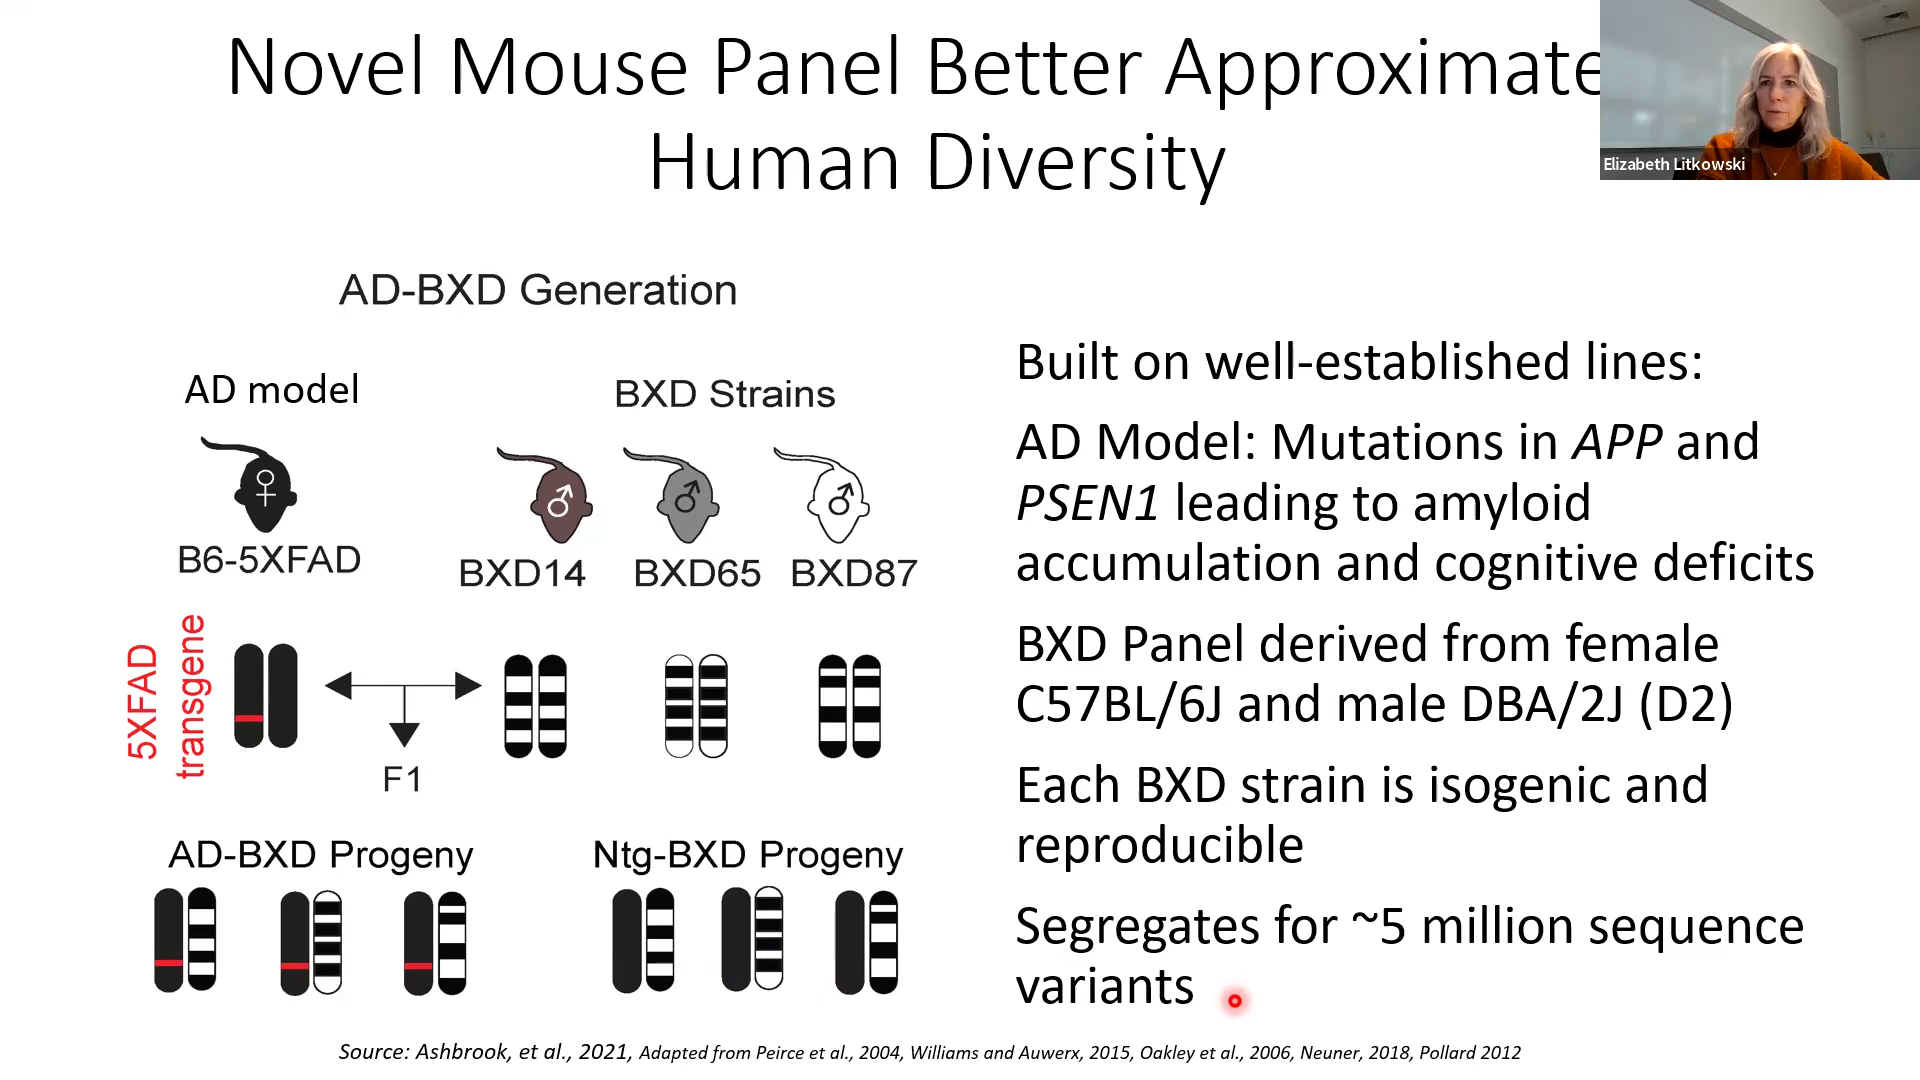 Novel Mouse Panel Better Approximate
Human Diversity
Elizabeth Litkowski
AD-BXD Generation
AD model
BXD Strains
B6-5XFAD
BXD14
BXD65
BXD87
5XFAD
transgene
F1
AD-BXD Progeny
Ntg-BXD Progeny
Built on well-established lines:
AD Model: Mutations in APP and
PSEN1 leading to amyloid
accumulation and cognitive deficits
BXD Panel derived from female
C57BL/6J and male DBA/2J (D2)
Each BXD strain is isogenic and
reproducible
Segregates for ~5 million sequence
variants
Source: Ashbrook, et al., 2021, Adapted from Peirce et al., 2004, Williams and Auwerx, 2015, Oakley et al., 2006, Neuner, 2018, Pollard 2012